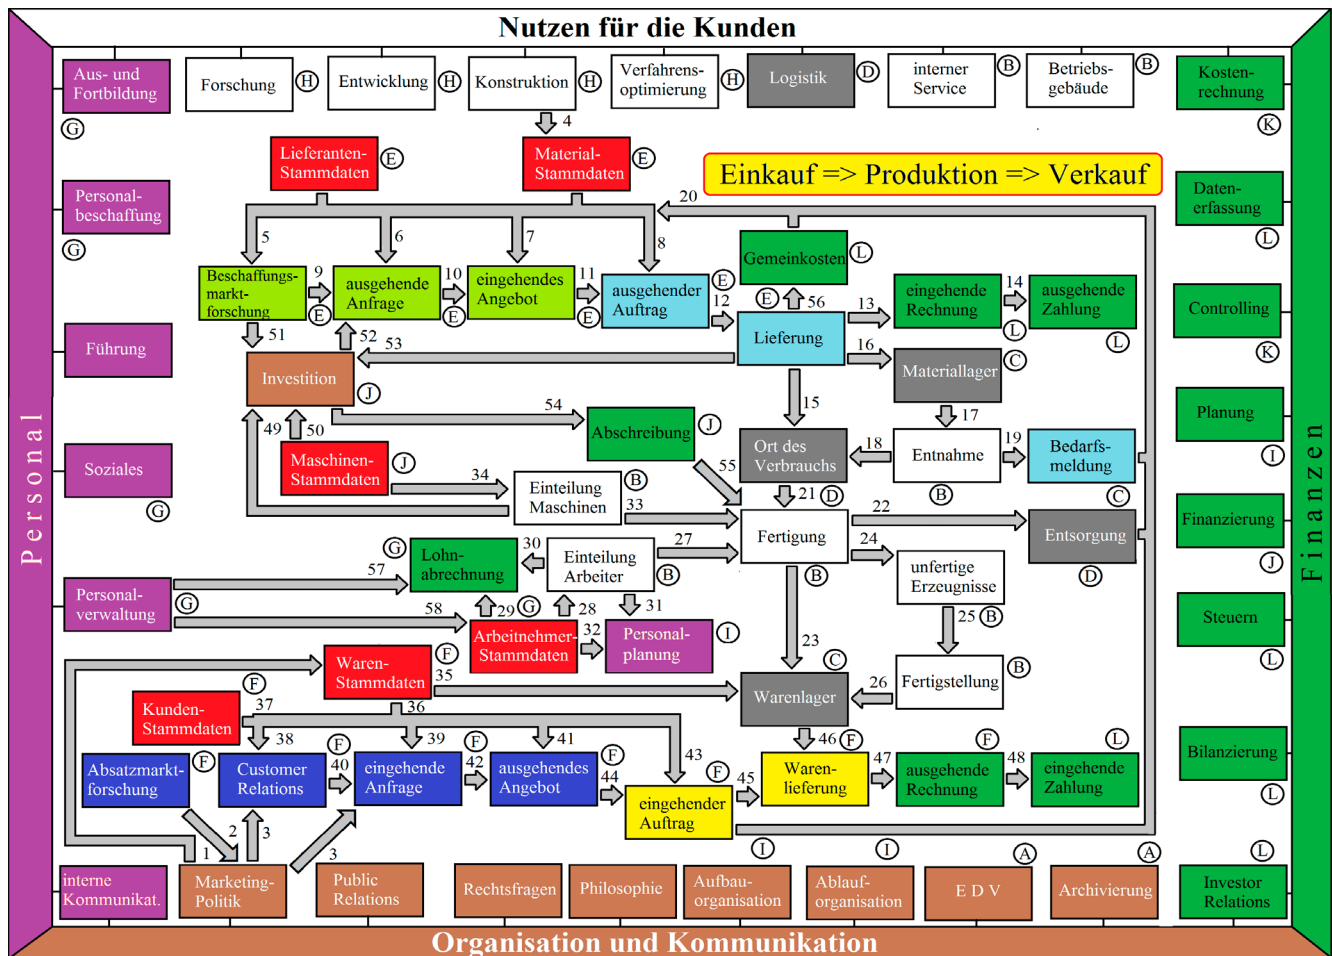 Nutzen für die Kunden
Personal
Finanzen
Aus- und
Fortbildung
G
Forschung
H
Entwicklung
H
Konstruktion
H
Verfahrens-
optimierung
H
Logistik
D
interner
Service
B
Betriebs-
gebäude
B
Kosten-
rechnung
K
4
Lieferanten-
Stammdaten
E
Material-
Stammdaten
E
Einkauf => Produktion => Verkauf
Personal-
beschaffung
G
Daten-
erfassung
L
20
5
6
7
8
Gemeinkosten
L
Beschaffungs-
markt-
forschung
9
E
ausgehende
Anfrage
10
E
eingehendes
Angebot
11
E
ausgehender
Auftrag
E
12
E
56
Lieferung
13
eingehende
Rechnung
L
14
ausgehende
Zahlung
L
Controlling
K
51
52
53
16
Führung
Investition
J
Materiallager
C
15
17
Planung
I
49
50
54
Abschreibung
J
55
Ort des
Verbrauchs
D
18
Entnahme
B
19
Bedarfs-
meldung
C
Soziales
G
Maschinen-
Stammdaten
J
34
Einteilung
Maschinen
B
33
21
22
Fertigung
B
Entsorgung
D
Finanzierung
J
G
Lohn-
abrechnung
30
Einteilung
Arbeiter
B
27
24
unfertige
Erzeugnisse
B
57
Personal-
verwaltung
G
58
29
G
28
31
Arbeitnehmer-
Stammdaten
32
Personal-
planung
I
23
25
Steuern
L
Waren-
Stammdaten
F
35
Warenlager
C
26
Fertigstellung
B
Kunden-
Stammdaten
F
37
36
38
39
41
43
46
Absatzmarkt-
forschung
F
Customer
Relations
F
40
eingehende
Anfrage
F
42
ausgehendes
Angebot
F
44
eingehender
Auftrag
F
45
Waren-
lieferung
F
47
ausgehende
Rechnung
F
48
eingehende
Zahlung
L
Bilanzierung
L
1
2
3
3
interne
Kommunikat.
Marketing-
Politik
Public
Relations
Rechtsfragen
Philosophie
Aufbau-
organisation
I
Ablauf-
organisation
I
E D V
A
Archivierung
A
Investor
Relations
L
Organisation und Kommunikation